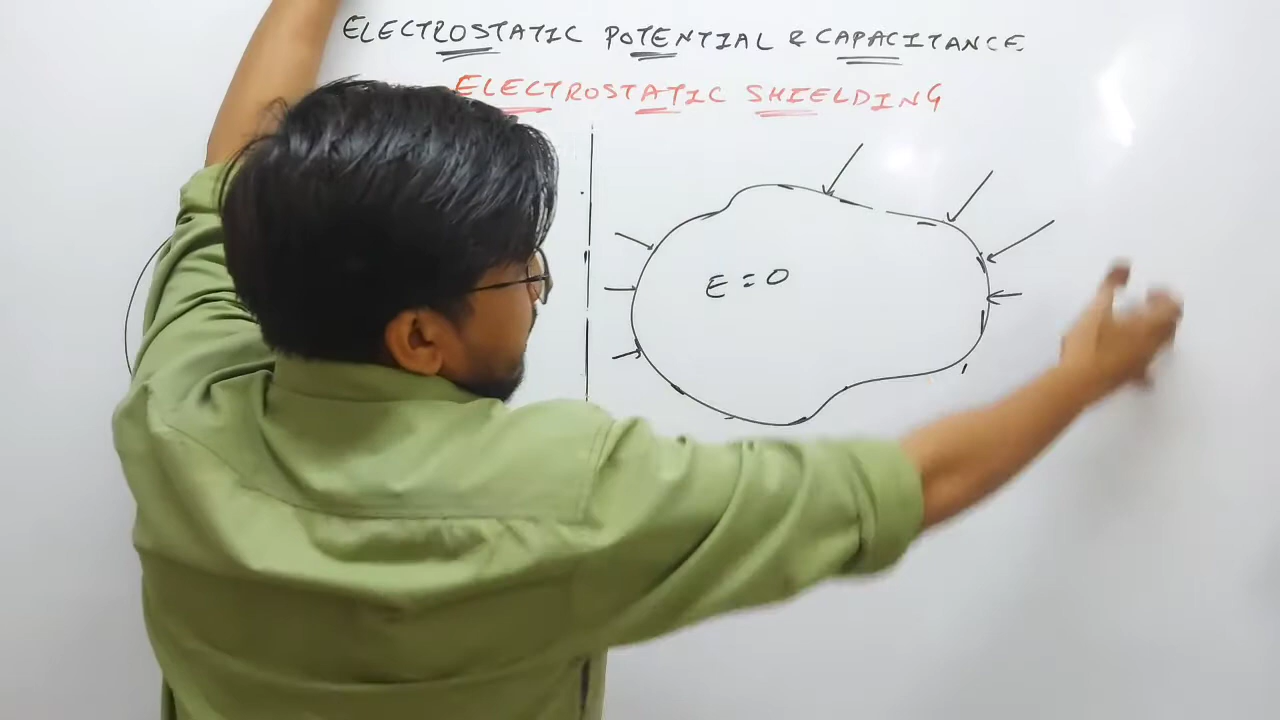 ELECTROSTATIC POTENTIAL & CAPACITANCE
ELECTROSTATIC SHIELDING
E = 0